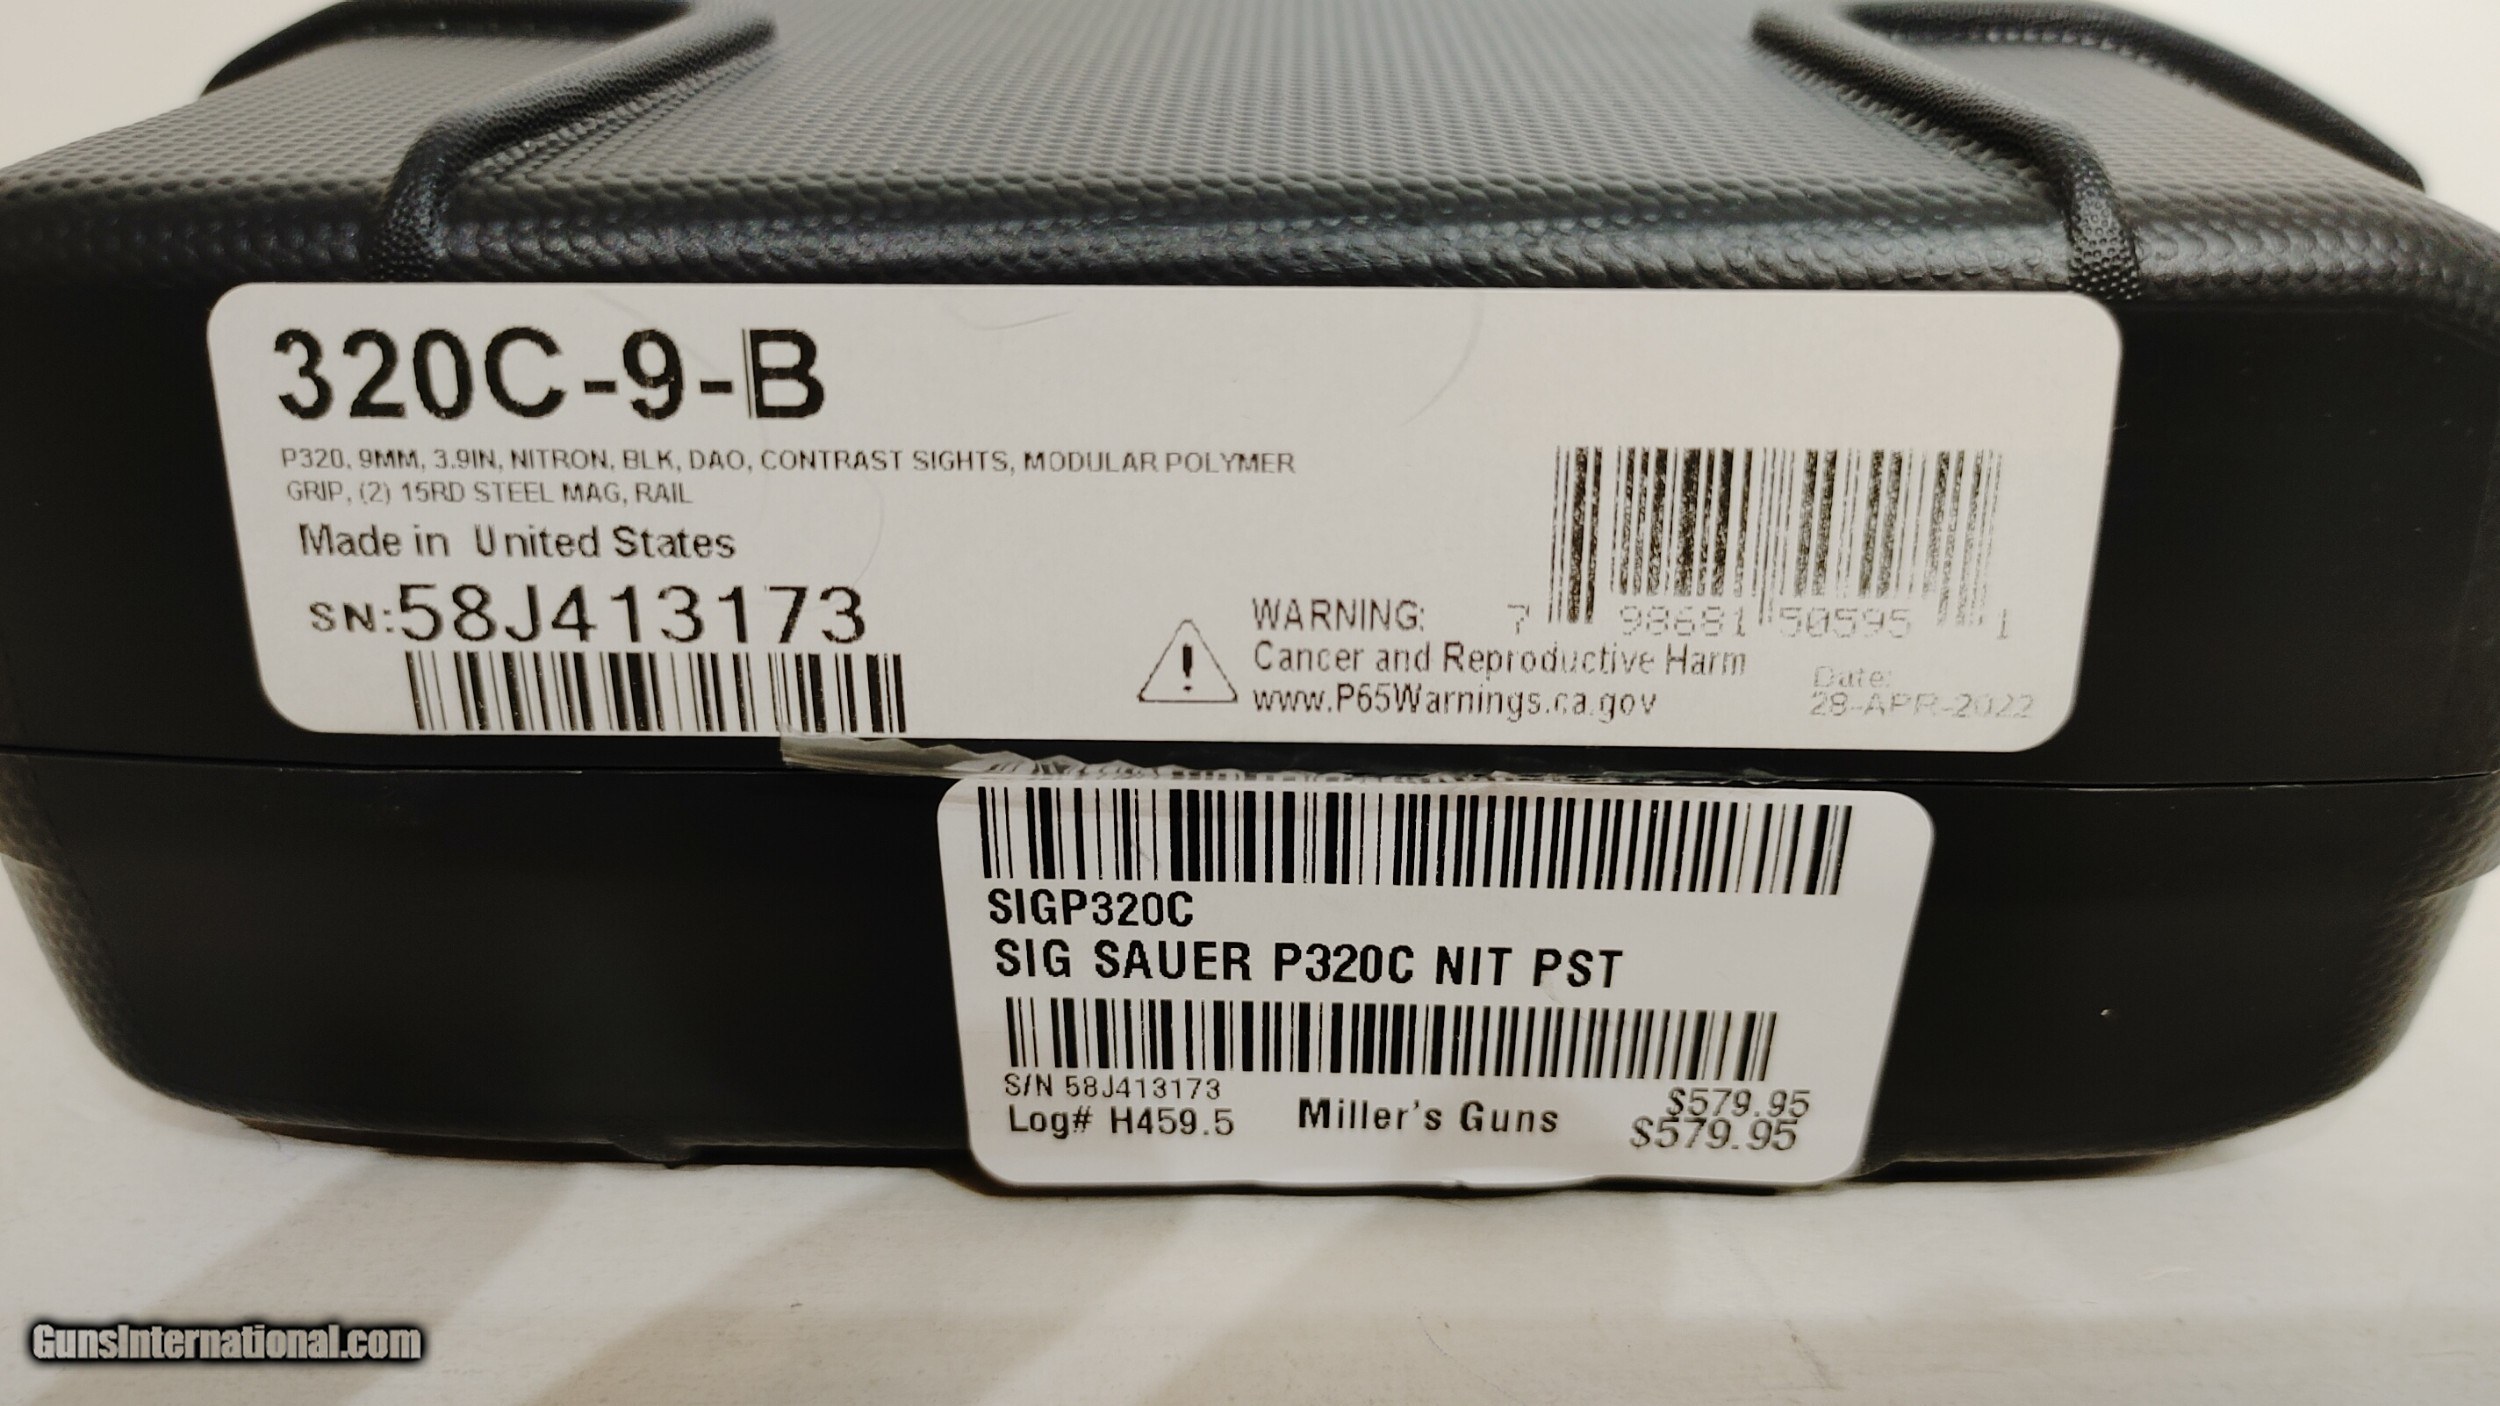 320C-9-B
P320, 9MM, 3.9IN, NITRON, BLK, DAO, CONTRAST SIGHTS, MODULAR POLYMER
GRIP, (2) 15RD STEEL MAG, RAIL
Made in United States
SN:58J413173
WARNING:
Cancer and Reproductive Harm
www.P65Warnings.ca.gov
7 98681 50595 1
Date:
28-APR-2022
SIGP320C
SIG SAUER P320C NIT PST
S/N 58J413173
Log# H459.5
Miller's Guns
$579.95
$579.95
GunsInternational.com